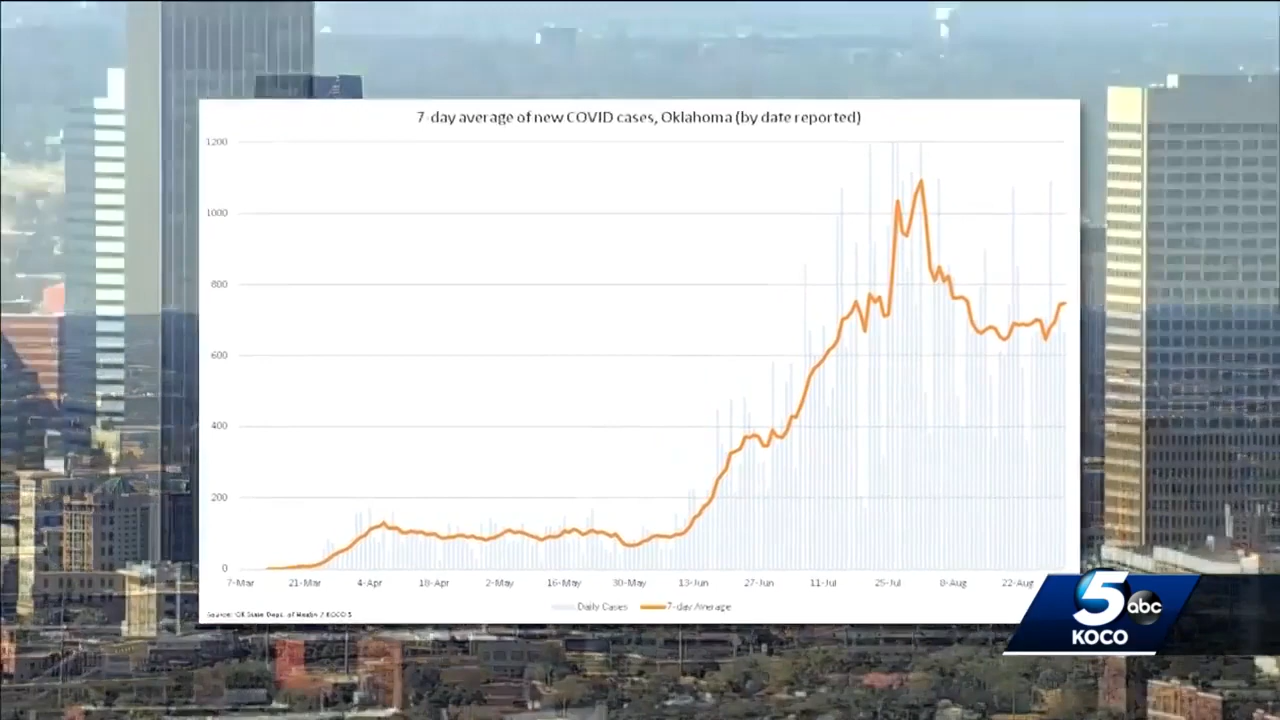 7-day average of new COVID cases, Oklahoma (by date reported)
1200
1000
800
600
400
200
0
7-Mar 21-Mar 4-Apr 18-Apr 2-May 16-May 30-May 13-Jun 27-Jun 11-Jul 25-Jul 8-Aug 22-Aug
Daily Cases 7-day Average
Source: OK State Dept. of Health / KOCO 5
5 abc
KOCO